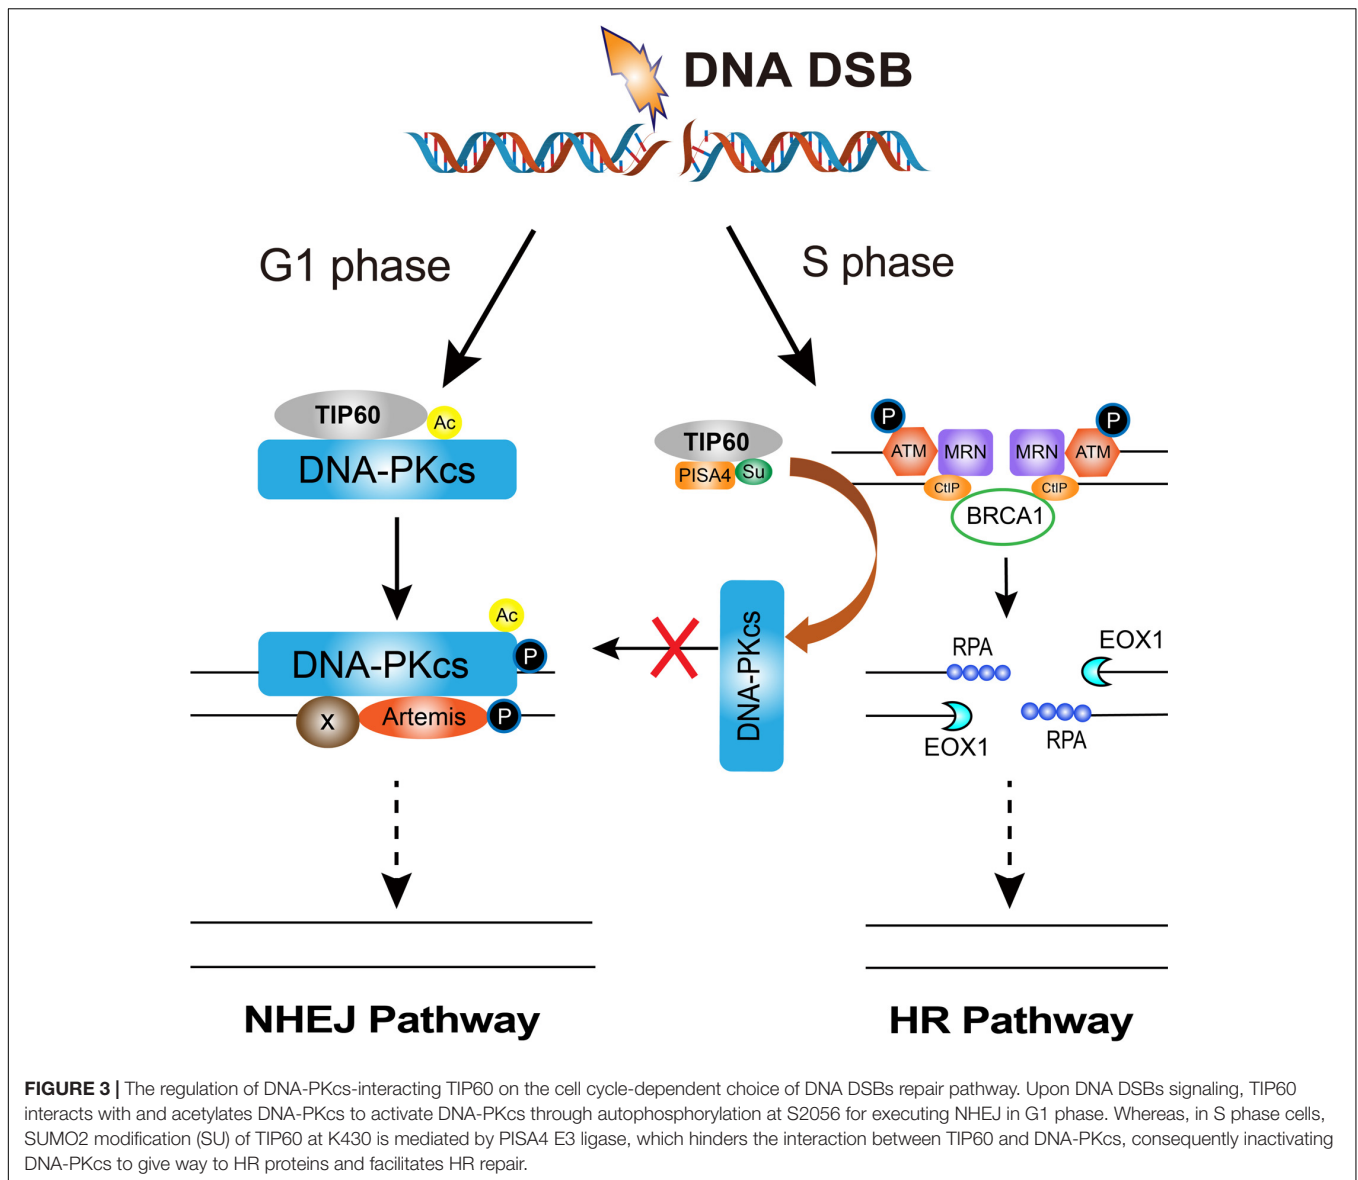 DNA DSB
G1 phase
S phase
TIP60
Ac
DNA-PKcs
TIP60
PISA4
Su
P
P
ATM
MRN
MRN
ATM
CtIP
CtIP
BRCA1
Ac
DNA-PKcs
P
X
Artemis
P
DNA-PKcs
RPA
EOX1
EOX1
RPA
NHEJ Pathway
HR Pathway
FIGURE 3 | The regulation of DNA-PKcs-interacting TIP60 on the cell cycle-dependent choice of DNA DSBs repair pathway. Upon DNA DSBs signaling, TIP60
interacts with and acetylates DNA-PKcs to activate DNA-PKcs through autophosphorylation at S2056 for executing NHEJ in G1 phase. Whereas, in S phase cells,
SUMO2 modification (SU) of TIP60 at K430 is mediated by PISA4 E3 ligase, which hinders the interaction between TIP60 and DNA-PKcs, consequently inactivating
DNA-PKcs to give way to HR proteins and facilitates HR repair.